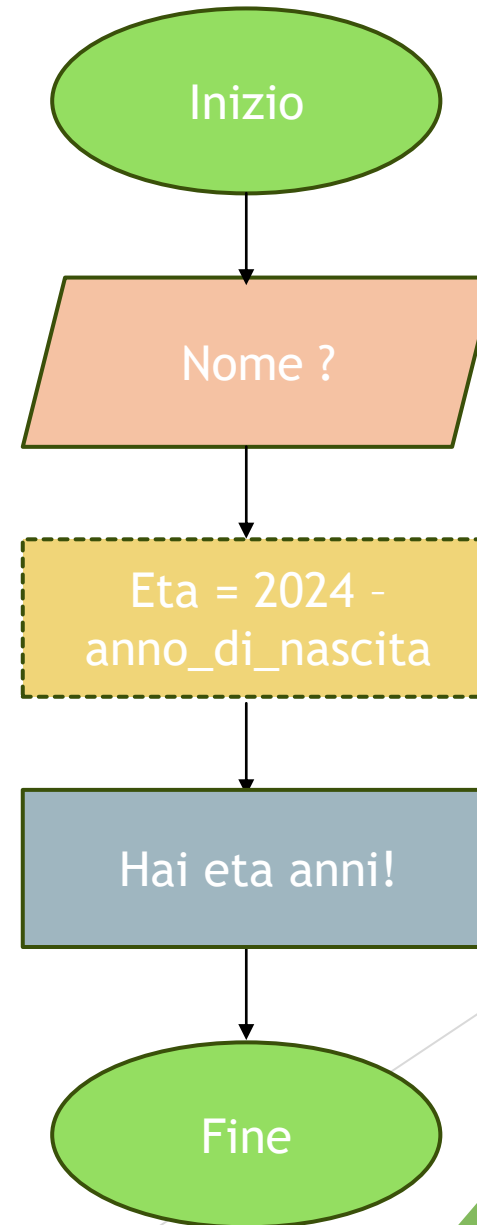 Inizio
Nome ?
Eta = 2024 –
anno_di_nascita
Hai eta anni!
Fine